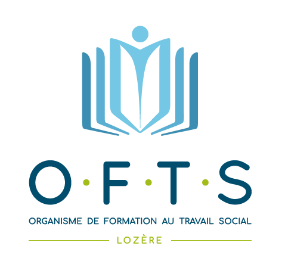 O·F·T·S
ORGANISME DE FORMATION AU TRAVAIL SOCIAL
LOZÈRE